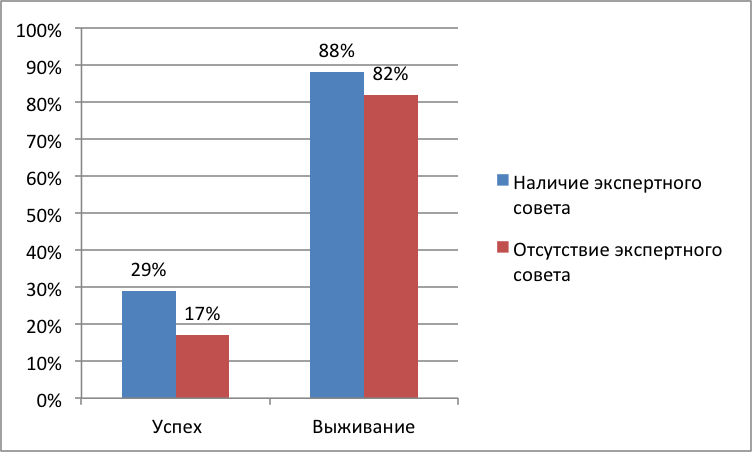 100%
90%
80%
70%
60%
50%
40%
30%
20%
10%
0%
29%
17%
88%
82%
Успех
Выживание
Наличие экспертного
совета
Отсутствие экспертного
совета